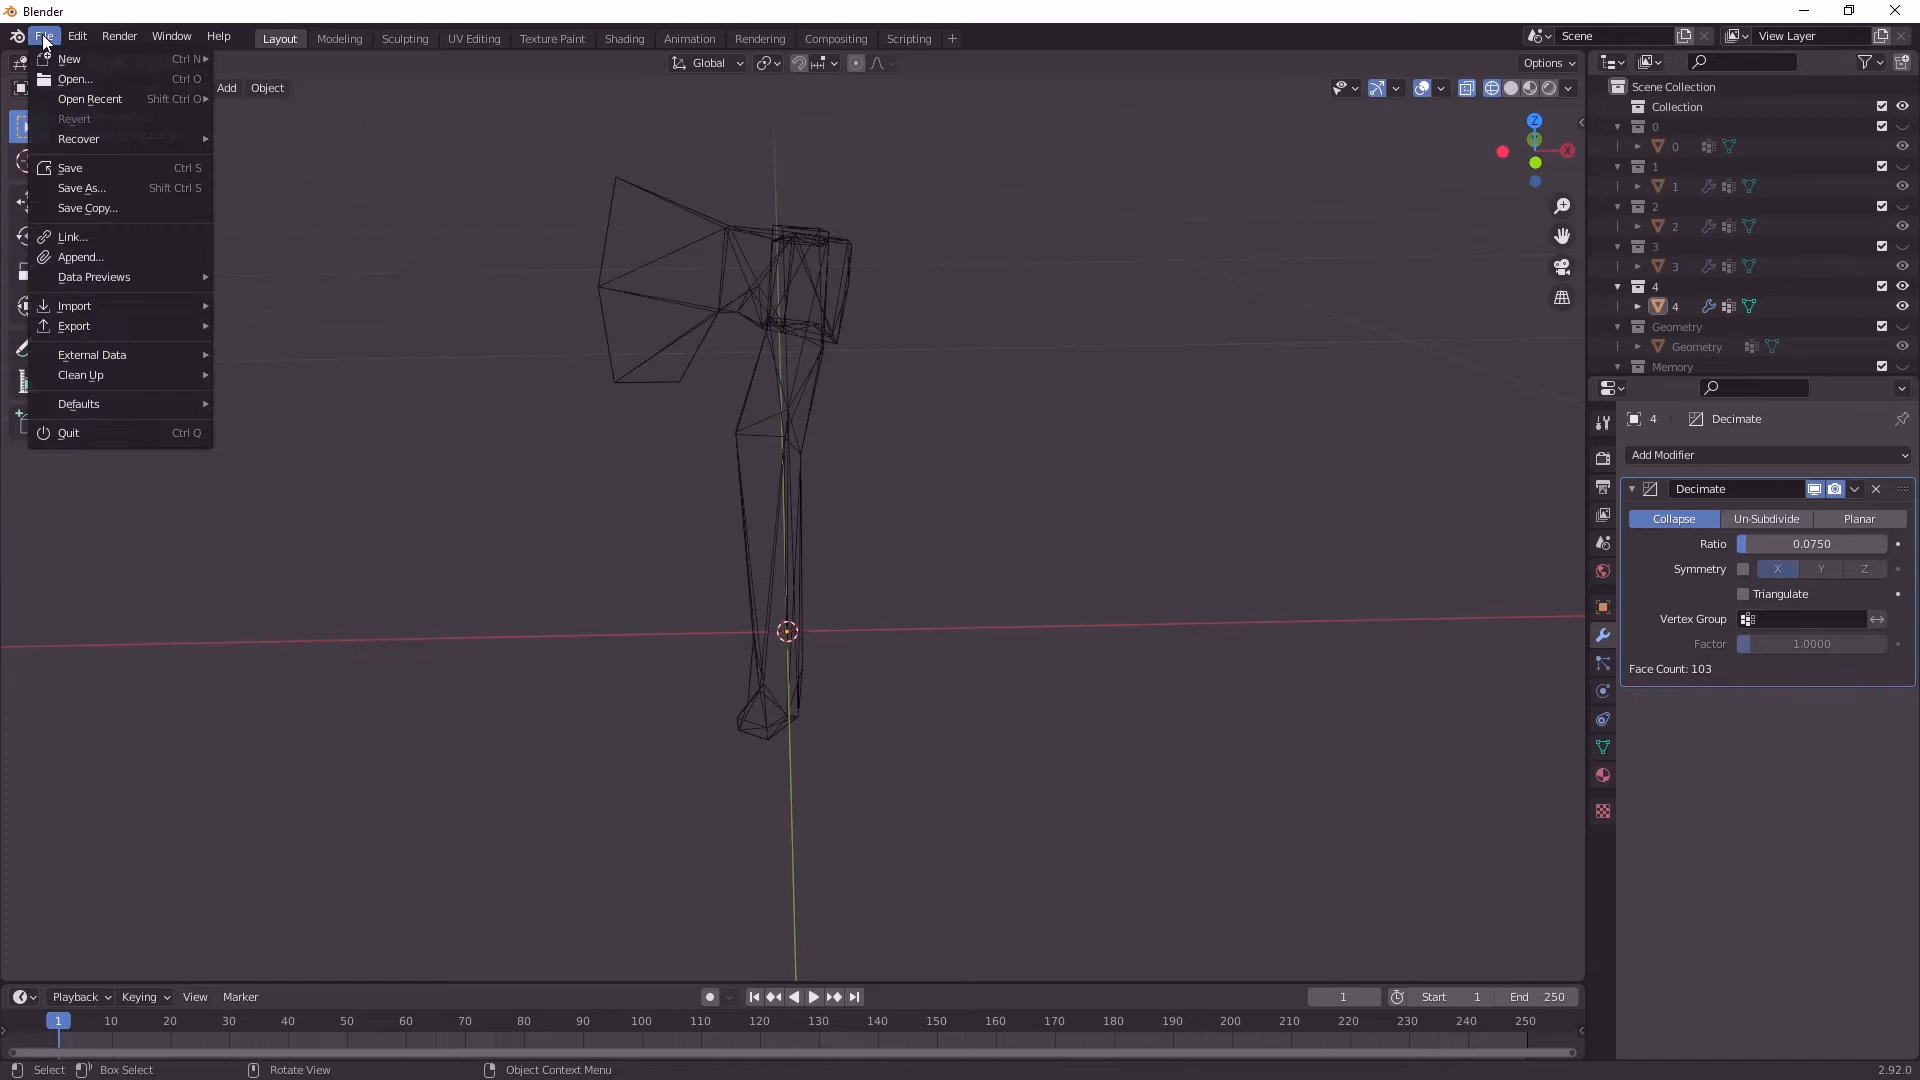 Blender
File Edit Render Window Help Layout Modeling Sculpting UV Editing Texture Paint Shading Animation Rendering Compositing Scripting + Scene View Layer
New Ctrl N
Open... Ctrl O
Open Recent Shift Ctrl O
Revert
Recover
Save Ctrl S
Save As... Shift Ctrl S
Save Copy...
Link...
Append...
Data Previews
Import
Export
External Data
Clean Up
Defaults
Quit Ctrl Q
Global Options
Add Object
Z
X
Scene Collection
Collection
0
0
1
1
2
2
3
3
4
4
Geometry
Geometry
Memory
4 Decimate
Add Modifier
Decimate
Collapse Un-Subdivide Planar
Ratio 0.0750
Symmetry X Y Z
Triangulate
Vertex Group
Factor 1.0000
Face Count: 103
Playback Keying View Marker 1 Start 1 End 250
1 10 20 30 40 50 60 70 80 90 100 110 120 130 140 150 160 170 180 190 200 210 220 230 240 250
Select Box Select Rotate View Object Context Menu 2.92.0